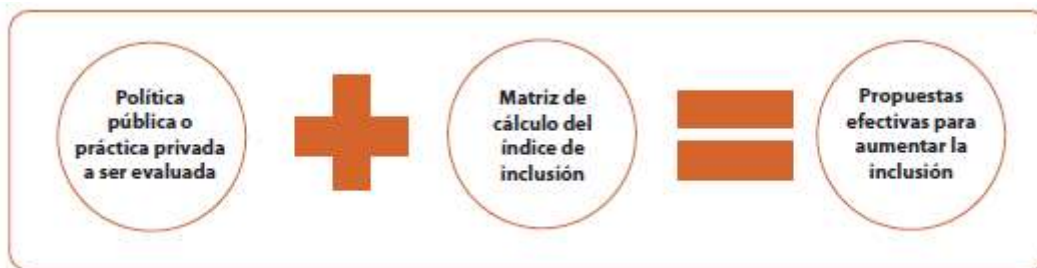 Política
pública o
práctica privada
a ser evaluada
Matriz de
cálculo del
índice de
inclusión
Propuestas
efectivas para
aumentar la
inclusión